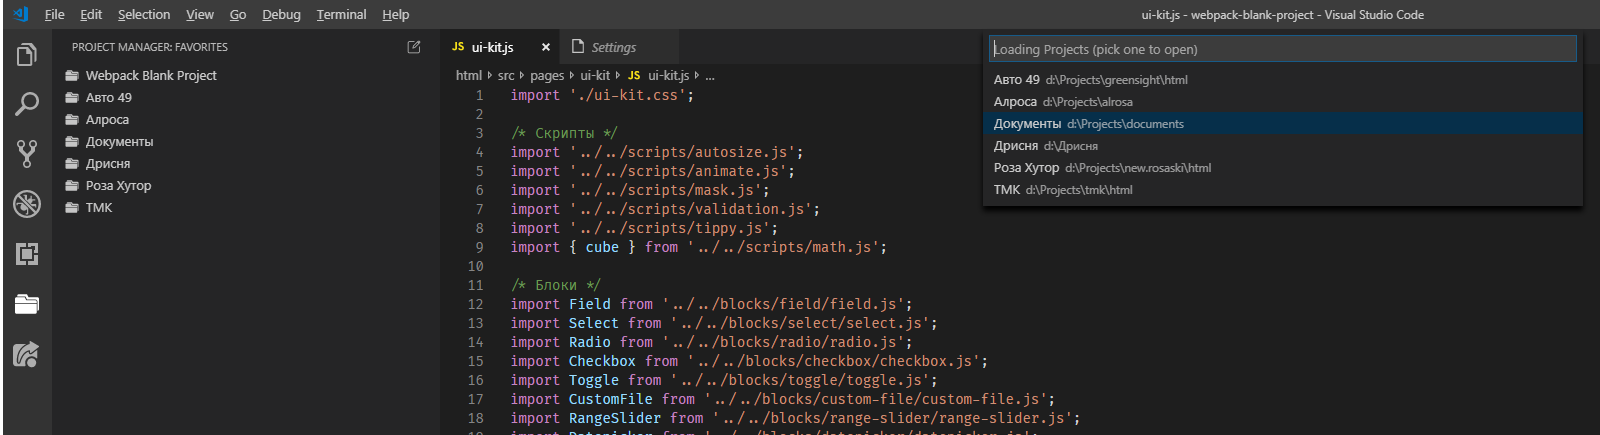 File Edit Selection View Go Debug Terminal Help
ui-kit.js - webpack-blank-project - Visual Studio Code
PROJECT MANAGER: FAVORITES
Webpack Blank Project
Авто 49
Алроса
Документы
Дрисня
Роза Хутор
ТМК
JS ui-kit.js × Settings
html › src › pages › ui-kit › JS ui-kit.js › ...
1 import './ui-kit.css';
2
3 /* Скрипты */
4 import '../../scripts/autosize.js';
5 import '../../scripts/animate.js';
6 import '../../scripts/mask.js';
7 import '../../scripts/validation.js';
8 import '../../scripts/tippy.js';
9 import { cube } from '../../scripts/math.js';
10
11 /* Блоки */
12 import Field from '../../blocks/field/field.js';
13 import Select from '../../blocks/select/select.js';
14 import Radio from '../../blocks/radio/radio.js';
15 import Checkbox from '../../blocks/checkbox/checkbox.js';
16 import Toggle from '../../blocks/toggle/toggle.js';
17 import CustomFile from '../../blocks/custom-file/custom-file.js';
18 import RangeSlider from '../../blocks/range-slider/range-slider.js';
Loading Projects (pick one to open)
Авто 49 d:\Projects\greensight\html
Алроса d:\Projects\alrosa
Документы d:\Projects\documents
Дрисня d:\Дрисня
Роза Хутор d:\Projects\new.rosaski\html
ТМК d:\Projects\tmk\html